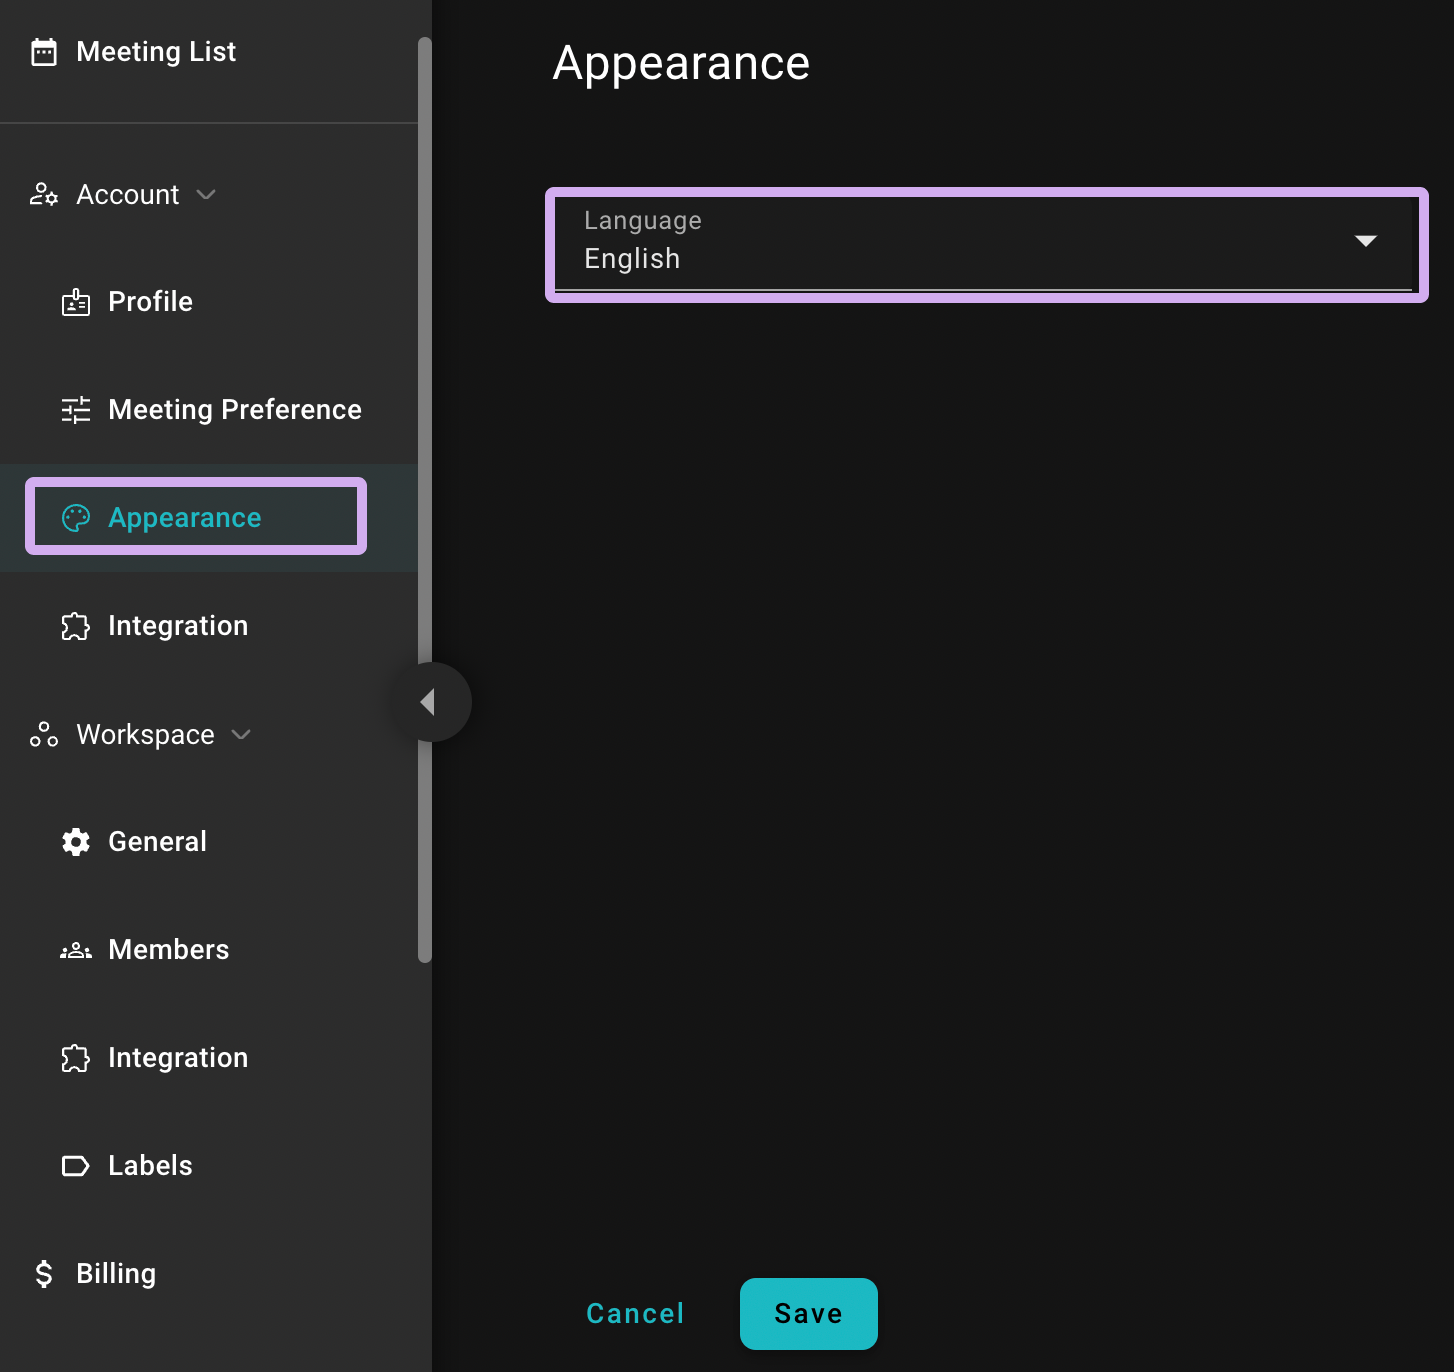 Meeting List
Account
Profile
Meeting Preference
Appearance
Integration
Workspace
General
Members
Integration
Labels
Billing
Appearance
Language
English
Cancel
Save